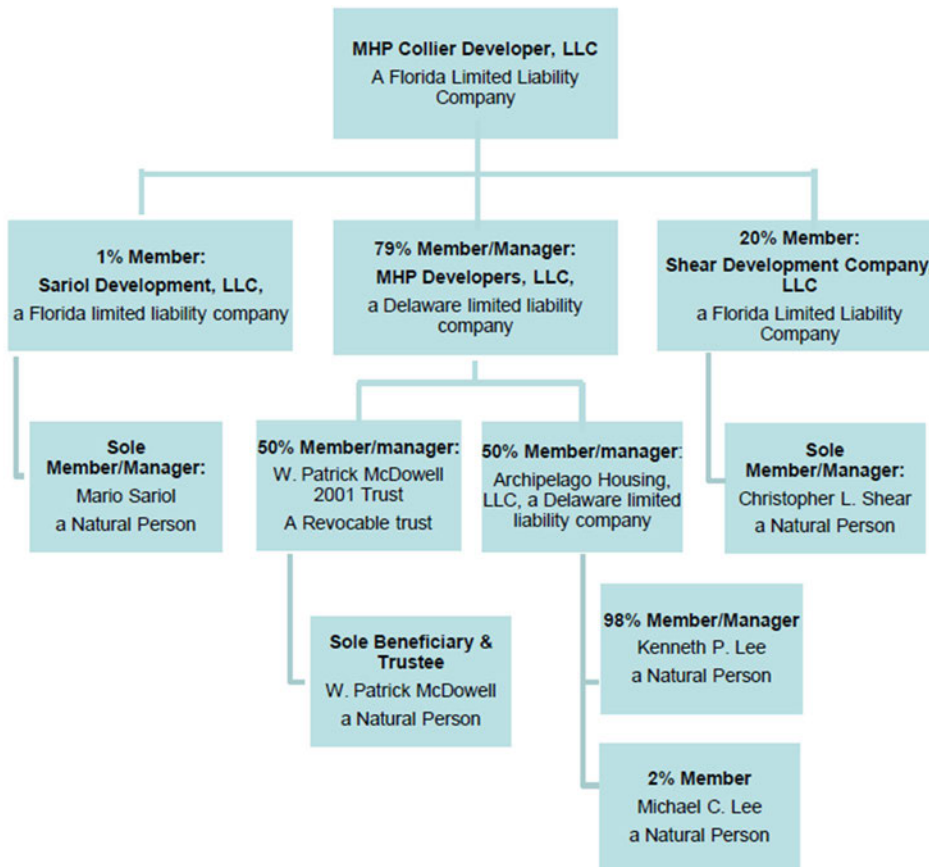 MHP Collier Developer, LLC
A Florida Limited Liability
Company
1% Member:
Sariol Development, LLC,
a Florida limited liability company
79% Member/Manager:
MHP Developers, LLC,
a Delaware limited liability
company
20% Member:
Shear Development Company
LLC
a Florida Limited Liability
Company
Sole
Member/Manager:
Mario Sariol
a Natural Person
50% Member/manager:
W. Patrick McDowell
2001 Trust
A Revocable trust
50% Member/manager:
Archipelago Housing,
LLC, a Delaware limited
liability company
Sole
Member/Manager:
Christopher L. Shear
a Natural Person
Sole Beneficiary &
Trustee
W. Patrick McDowell
a Natural Person
98% Member/Manager
Kenneth P. Lee
a Natural Person
2% Member
Michael C. Lee
a Natural Person